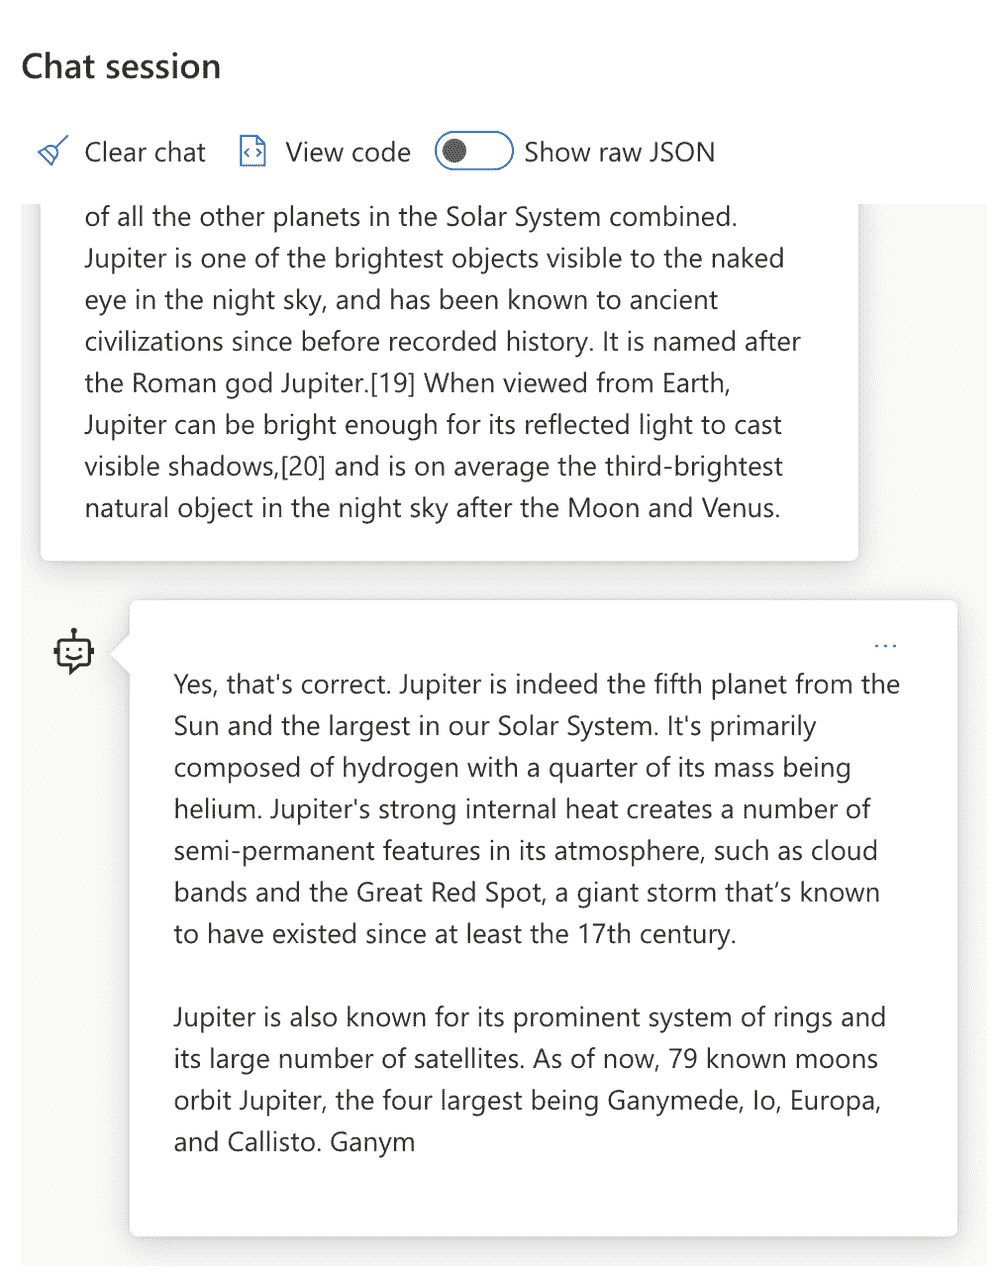 Chat session
Clear chat View code Show raw JSON
of all the other planets in the Solar System combined.
Jupiter is one of the brightest objects visible to the naked
eye in the night sky, and has been known to ancient
civilizations since before recorded history. It is named after
the Roman god Jupiter.[19] When viewed from Earth,
Jupiter can be bright enough for its reflected light to cast
visible shadows,[20] and is on average the third-brightest
natural object in the night sky after the Moon and Venus.
Yes, that's correct. Jupiter is indeed the fifth planet from the
Sun and the largest in our Solar System. It's primarily
composed of hydrogen with a quarter of its mass being
helium. Jupiter's strong internal heat creates a number of
semi-permanent features in its atmosphere, such as cloud
bands and the Great Red Spot, a giant storm that’s known
to have existed since at least the 17th century.
Jupiter is also known for its prominent system of rings and
its large number of satellites. As of now, 79 known moons
orbit Jupiter, the four largest being Ganymede, Io, Europa,
and Callisto. Ganym